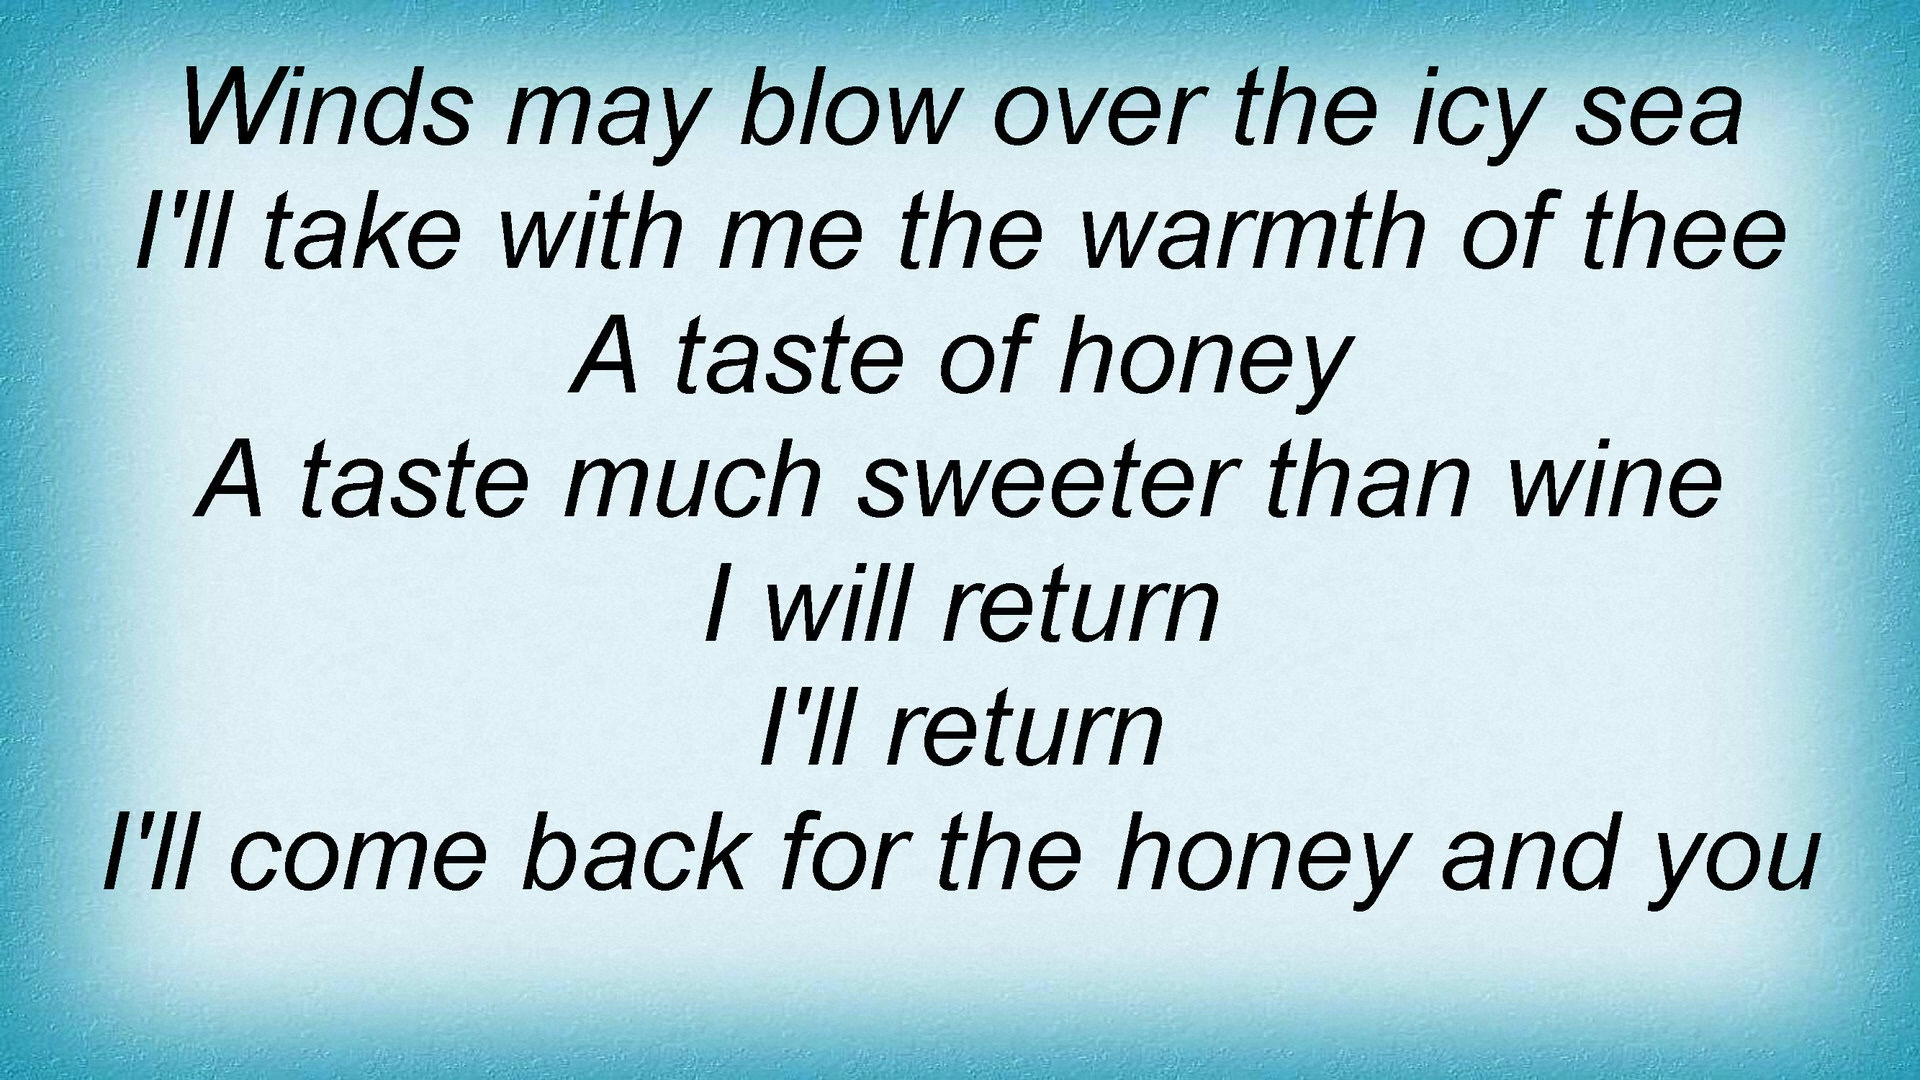 Winds may blow over the icy sea
I'll take with me the warmth of thee
A taste of honey
A taste much sweeter than wine
I will return
I'll return
I'll come back for the honey and you